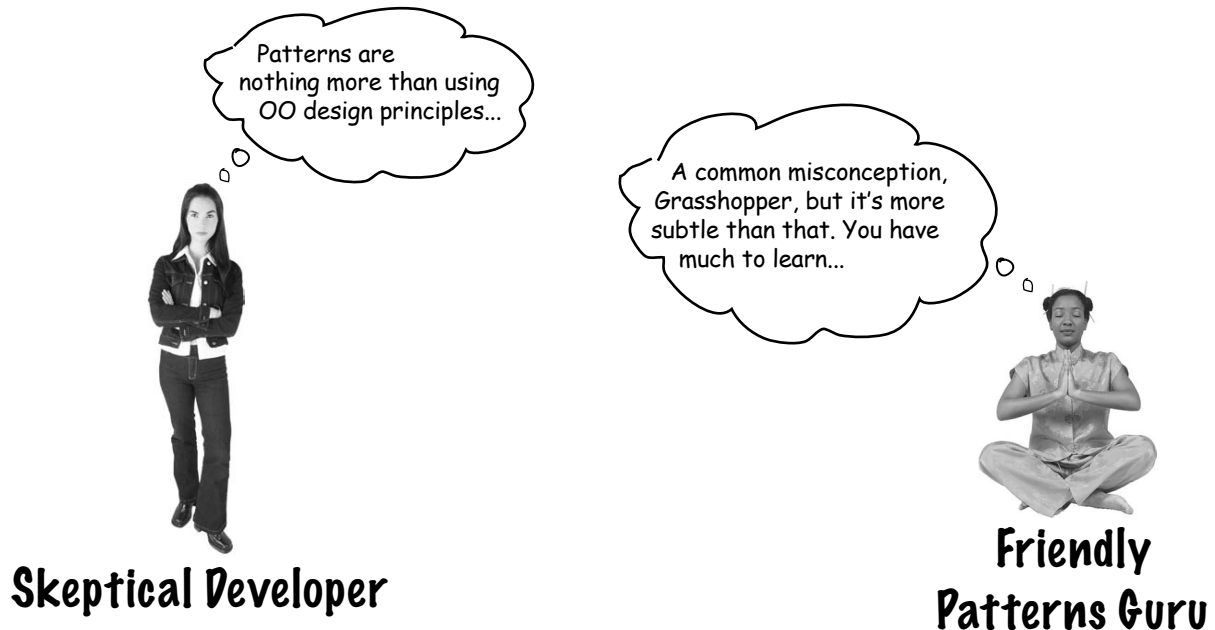 Patterns are
nothing more than using
OO design principles...
A common misconception,
Grasshopper, but it's more
subtle than that. You have
much to learn...
Skeptical Developer
Friendly
Patterns Guru